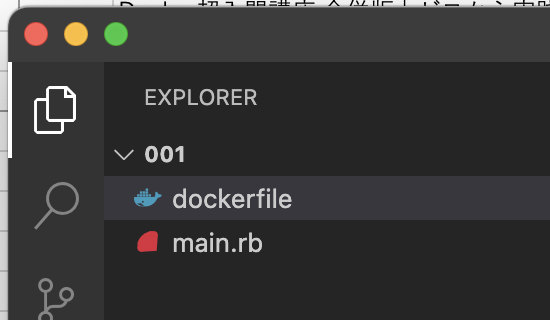 EXPLORER
001
dockerfile
main.rb